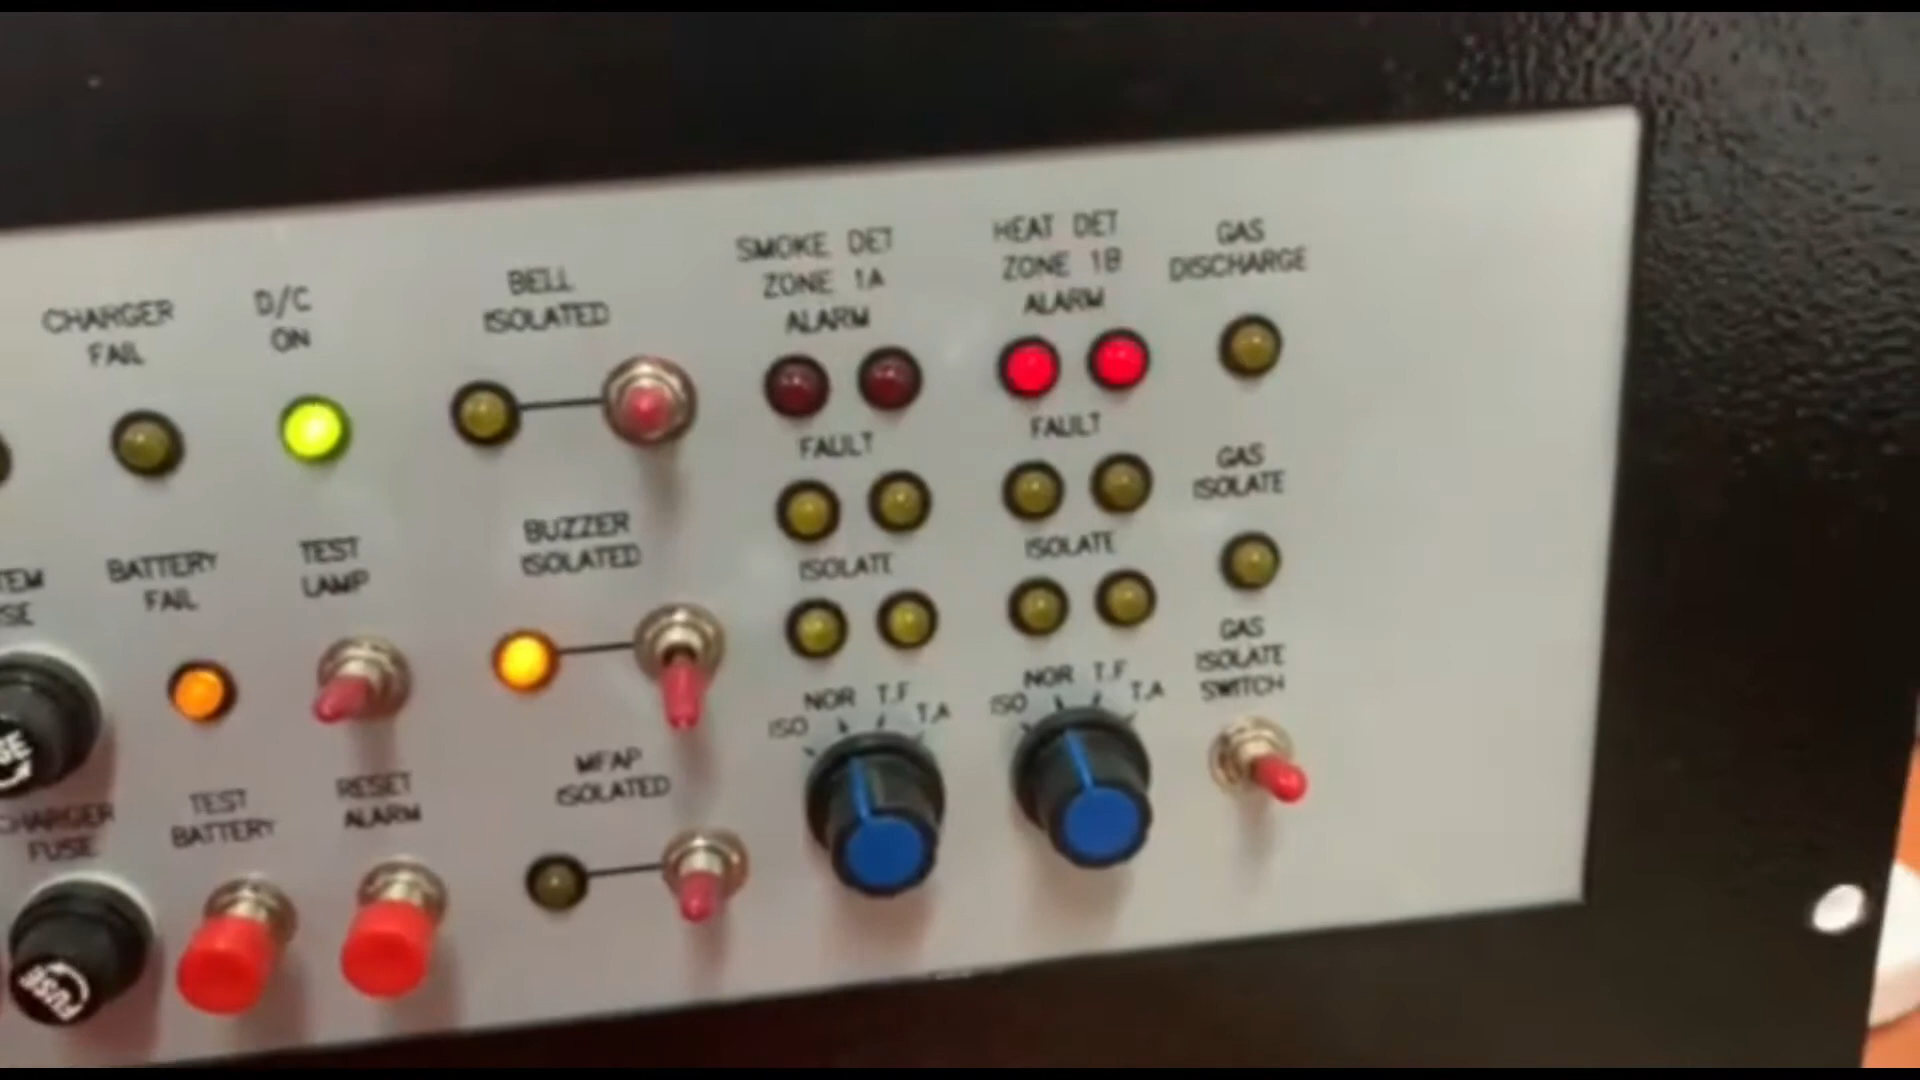 CHARGER
FAIL
D/C
ON
BELL
ISOLATED
SMOKE DET
ZONE 1A
ALARM
HEAT DET
ZONE 1B
ALARM
GAS
DISCHARGE
FAULT
FAULT
GAS
ISOLATE
BATTERY
FAIL
TEST
LAMP
BUZZER
ISOLATED
ISOLATE
ISOLATE
GAS
ISOLATE
SWITCH
ISO NOR T.F T.A
ISO NOR T.F T.A
MFAP
ISOLATED
CHARGER
FUSE
TEST
BATTERY
RESET
ALARM
FUSE